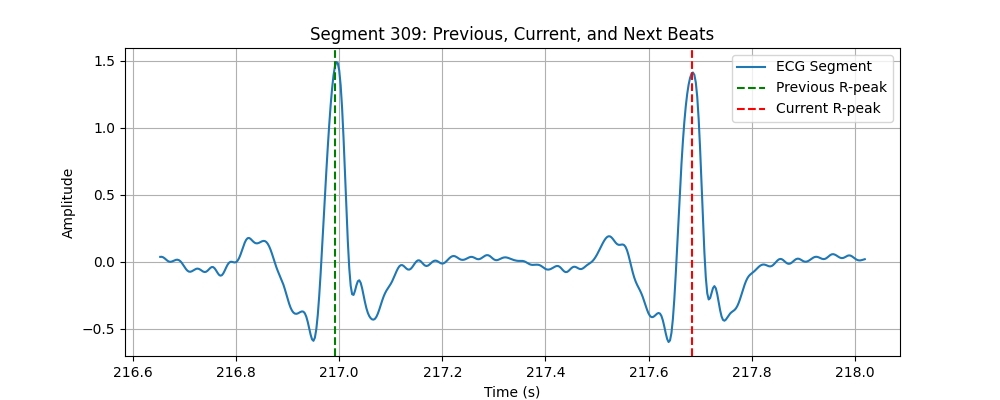 Segment 309: Previous, Current, and Next Beats
ECG Segment
Previous R-peak
Current R-peak
Amplitude
1.5
1.0
0.5
0.0
−0.5
216.6 216.8 217.0 217.2 217.4 217.6 217.8 218.0
Time (s)